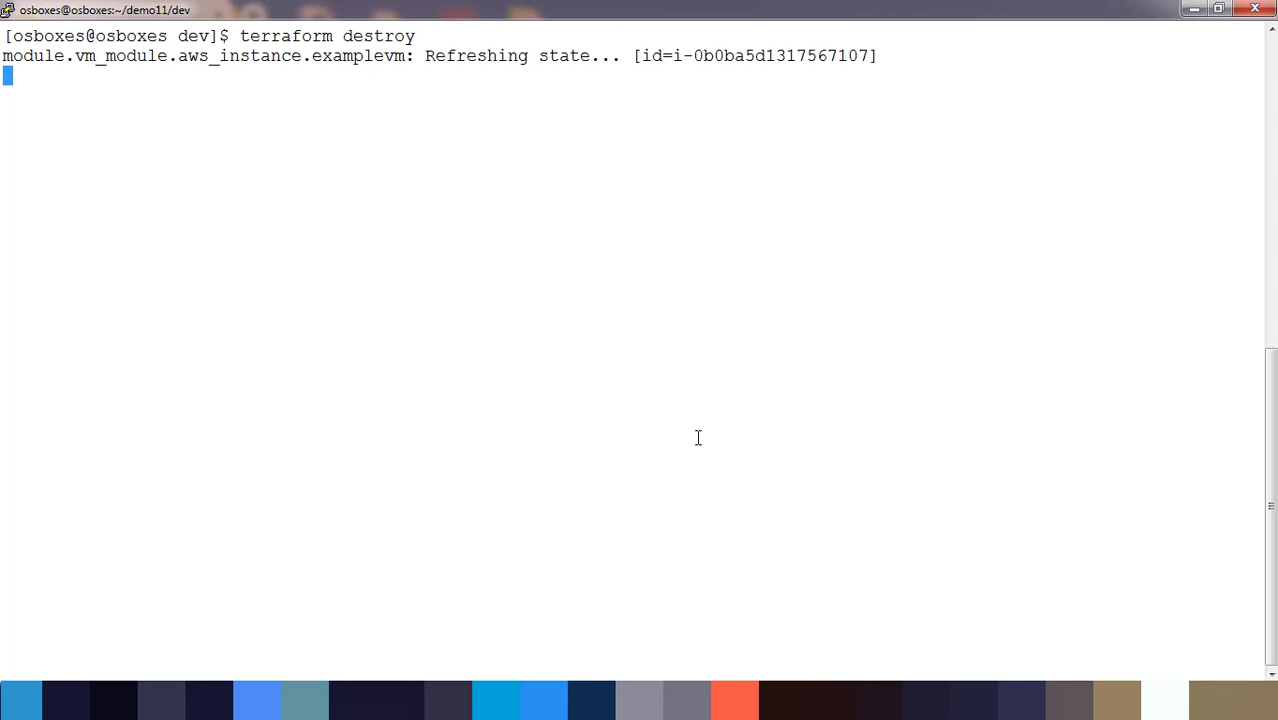 osboxes@osboxes:~/demo11/dev
[osboxes@osboxes dev]$ terraform destroy
module.vm_module.aws_instance.examplevm: Refreshing state... [id=i-0b0ba5d1317567107]